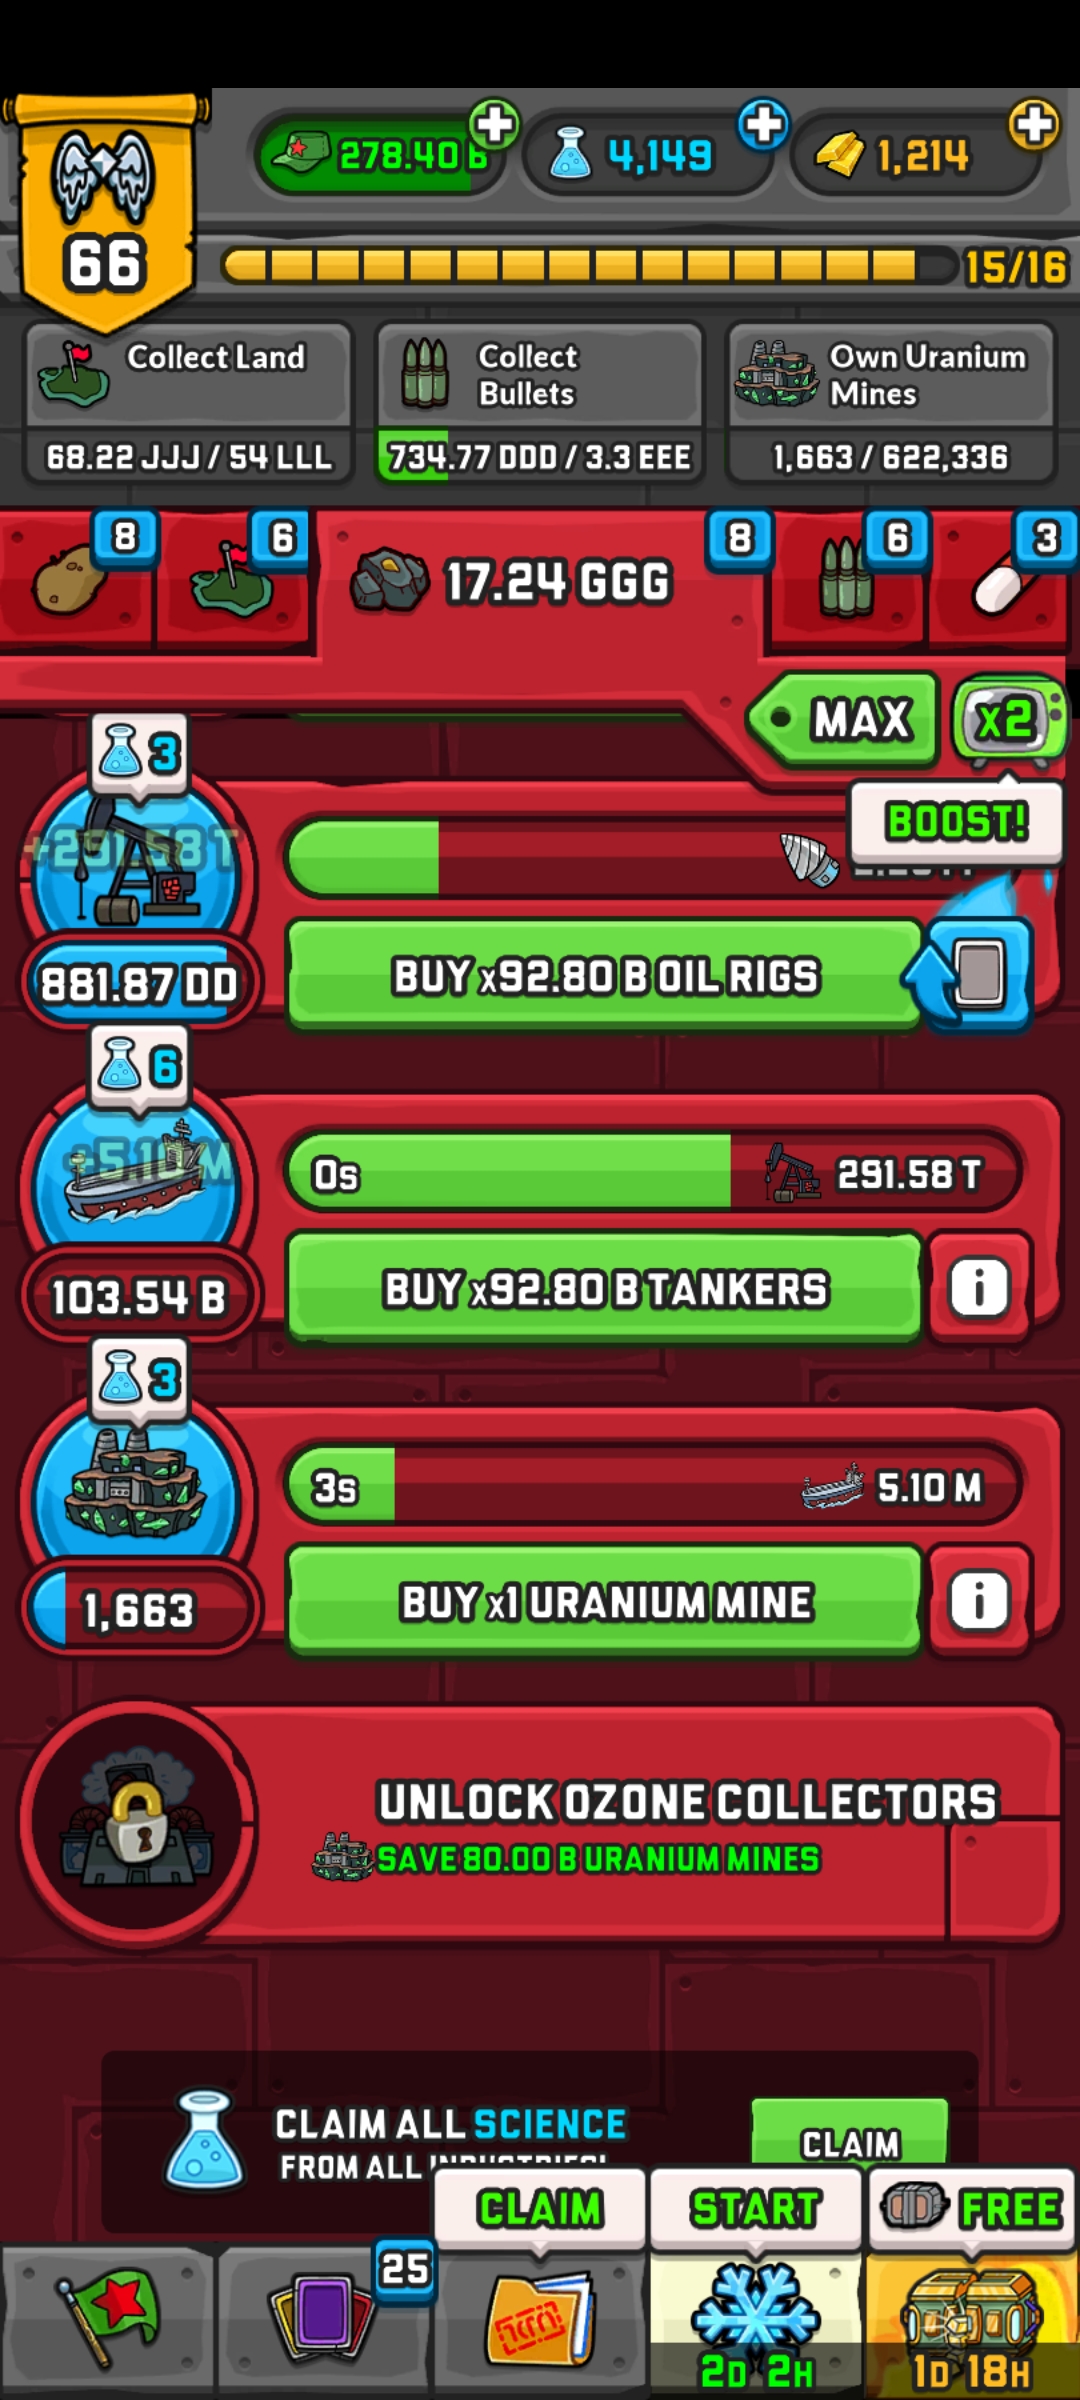 278.40 B
4,149
1,214
66
15/16
Collect Land
68.22 JJJ / 54 LLL
Collect
Bullets
734.77 DDD / 3.3 EEE
Own Uranium
Mines
1,663 / 622,336
8
6
17.24 GGG
8
6
3
MAX
x2
BOOST!
3
+291.58 T
881.87 DD
BUY x92.80 B OIL RIGS
6
+5.10 M
0s
291.58 T
103.54 B
BUY x92.80 B TANKERS
i
3
3s
5.10 M
1,663
BUY x1 URANIUM MINE
i
UNLOCK OZONE COLLECTORS
SAVE 80.00 B URANIUM MINES
CLAIM ALL SCIENCE
FROM ALL INDUSTRIES!
CLAIM
CLAIM
START
FREE
25
2D 2H
1D 18H